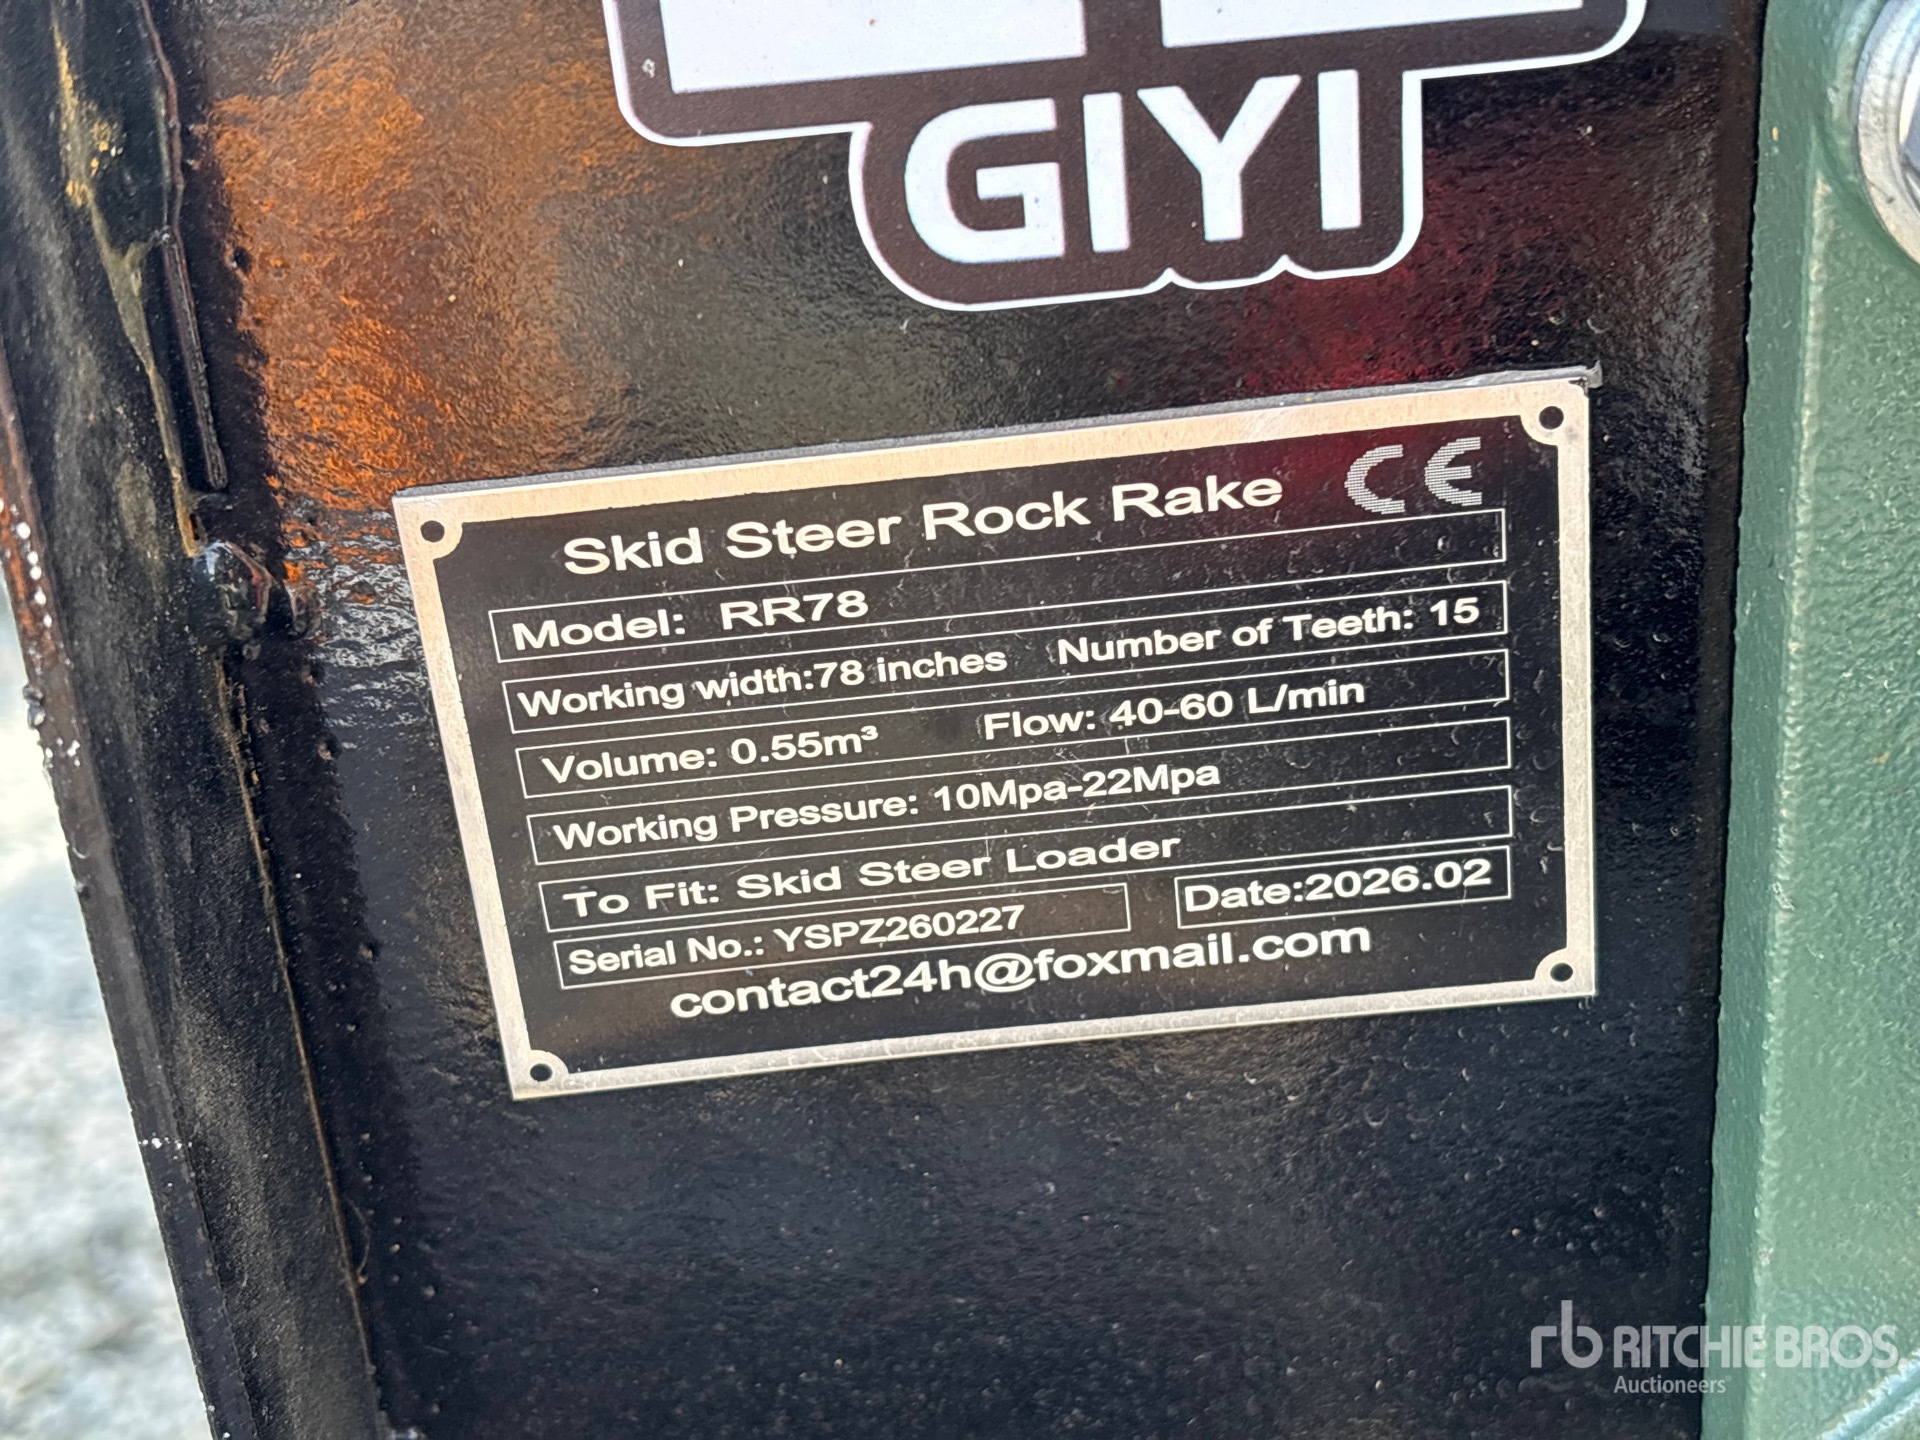 GIYI
Skid Steer Rock Rake CE
Model: RR78
Working width:78 inches Number of Teeth: 15
Volume: 0.55m³ Flow: 40-60 L/min
Working Pressure: 10Mpa-22Mpa
To Fit: Skid Steer Loader
Serial No.: YSPZ260227 Date:2026.02
contact24h@foxmail.com
rb RITCHIE BROS.
Auctioneers